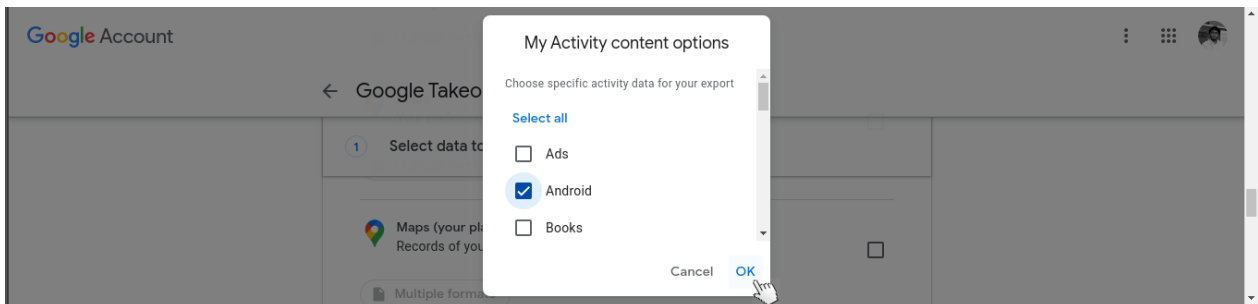 Google Account
My Activity content options
Choose specific activity data for your export
Select all
Ads
Android
Books
Cancel OK
Google Takeo
1 Select data to
Maps (your pl
Records of you
Multiple forma